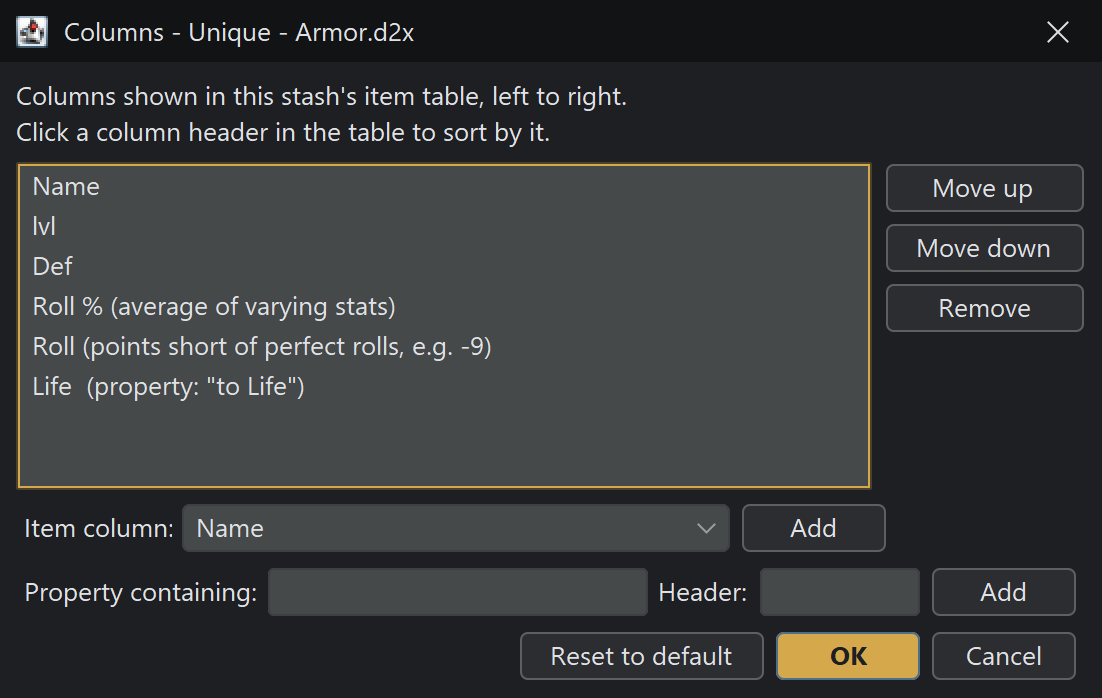 Columns - Unique - Armor.d2x
Columns shown in this stash's item table, left to right.
Click a column header in the table to sort by it.
Name
lvl
Def
Roll % (average of varying stats)
Roll (points short of perfect rolls, e.g. -9)
Life  (property: "to Life")
Move up
Move down
Remove
Item column: Name Add
Property containing: Header: Add
Reset to default OK Cancel